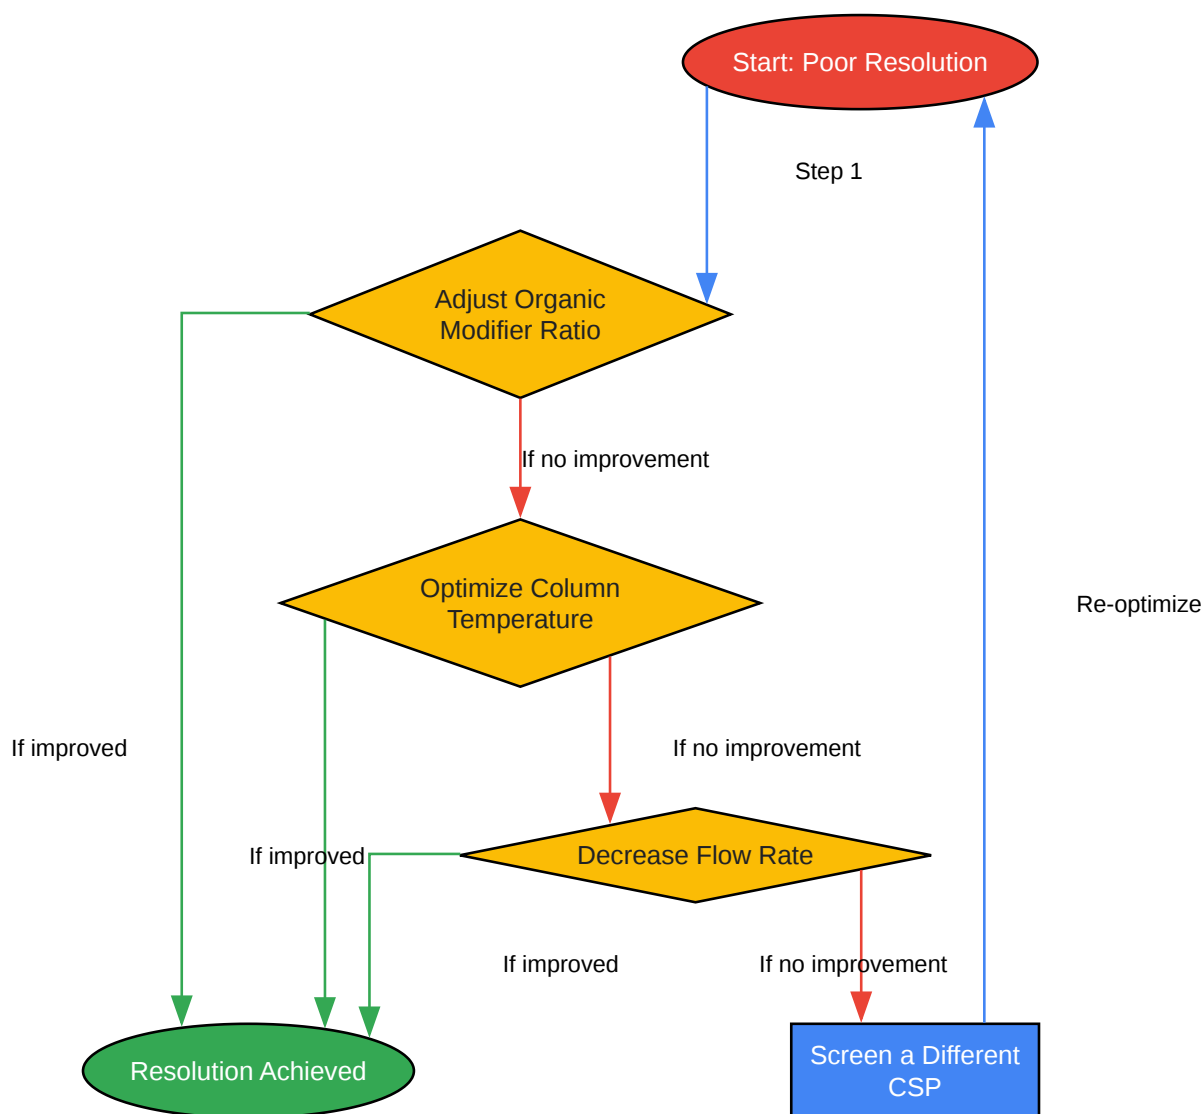 Start: Poor Resolution
Step 1
Adjust Organic
Modifier Ratio
If no improvement
Optimize Column
Temperature
Re-optimize
If improved
If no improvement
If improved
Decrease Flow Rate
If improved
If no improvement
Resolution Achieved
Screen a Different
CSP